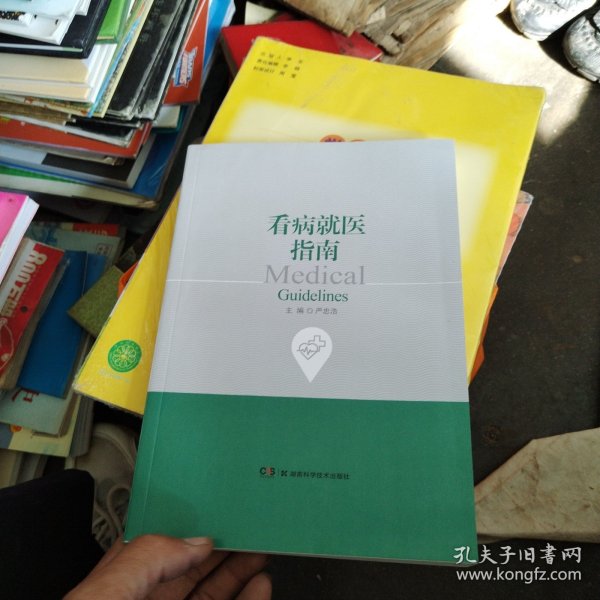 看病就医
指南
Medical
Guidelines
主编◎严忠浩
CS 湖南科学技术出版社
孔夫子旧书网
www.kongfz.com